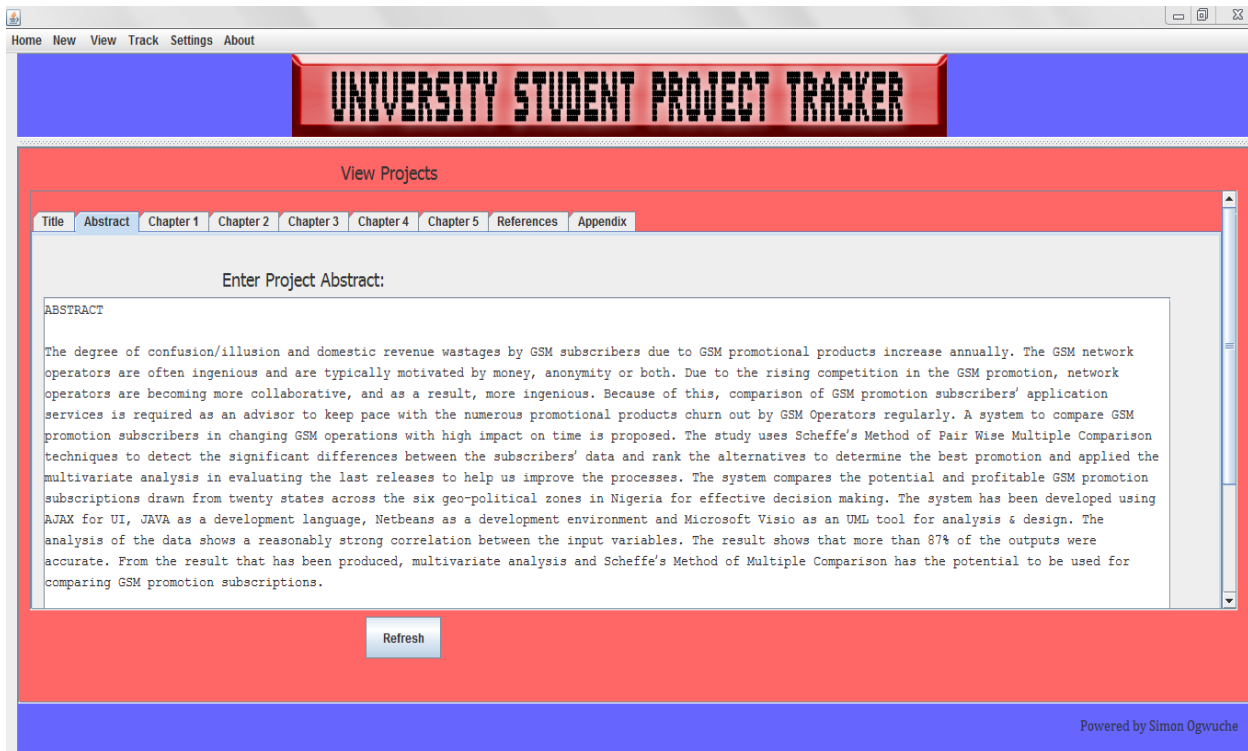 Home New View Track Settings About
UNIVERSITY STUDENT PROJECT TRACKER
View Projects
Title Abstract Chapter 1 Chapter 2 Chapter 3 Chapter 4 Chapter 5 References Appendix
Enter Project Abstract:
ABSTRACT
The degree of confusion/illusion and domestic revenue wastages by GSM subscribers due to GSM promotional products increase annually. The GSM network
operators are often ingenious and are typically motivated by money, anonymity or both. Due to the rising competition in the GSM promotion, network
operators are becoming more collaborative, and as a result, more ingenious. Because of this, comparison of GSM promotion subscribers' application
services is required as an advisor to keep pace with the numerous promotional products churn out by GSM Operators regularly. A system to compare GSM
promotion subscribers in changing GSM operations with high impact on time is proposed. The study uses Scheffe's Method of Pair Wise Multiple Comparison
techniques to detect the significant differences between the subscribers' data and rank the alternatives to determine the best promotion and applied the
multivariate analysis in evaluating the last releases to help us improve the processes. The system compares the potential and profitable GSM promotion
subscriptions drawn from twenty states across the six geo-political zones in Nigeria for effective decision making. The system has been developed using
AJAX for UI, JAVA as a development language, Netbeans as a development environment and Microsoft Visio as an UML tool for analysis & design. The
analysis of the data shows a reasonably strong correlation between the input variables. The result shows that more than 87% of the outputs were
accurate. From the result that has been produced, multivariate analysis and Scheffe's Method of Multiple Comparison has the potential to be used for
comparing GSM promotion subscriptions.
Refresh
Powered by Simon Ogwuche